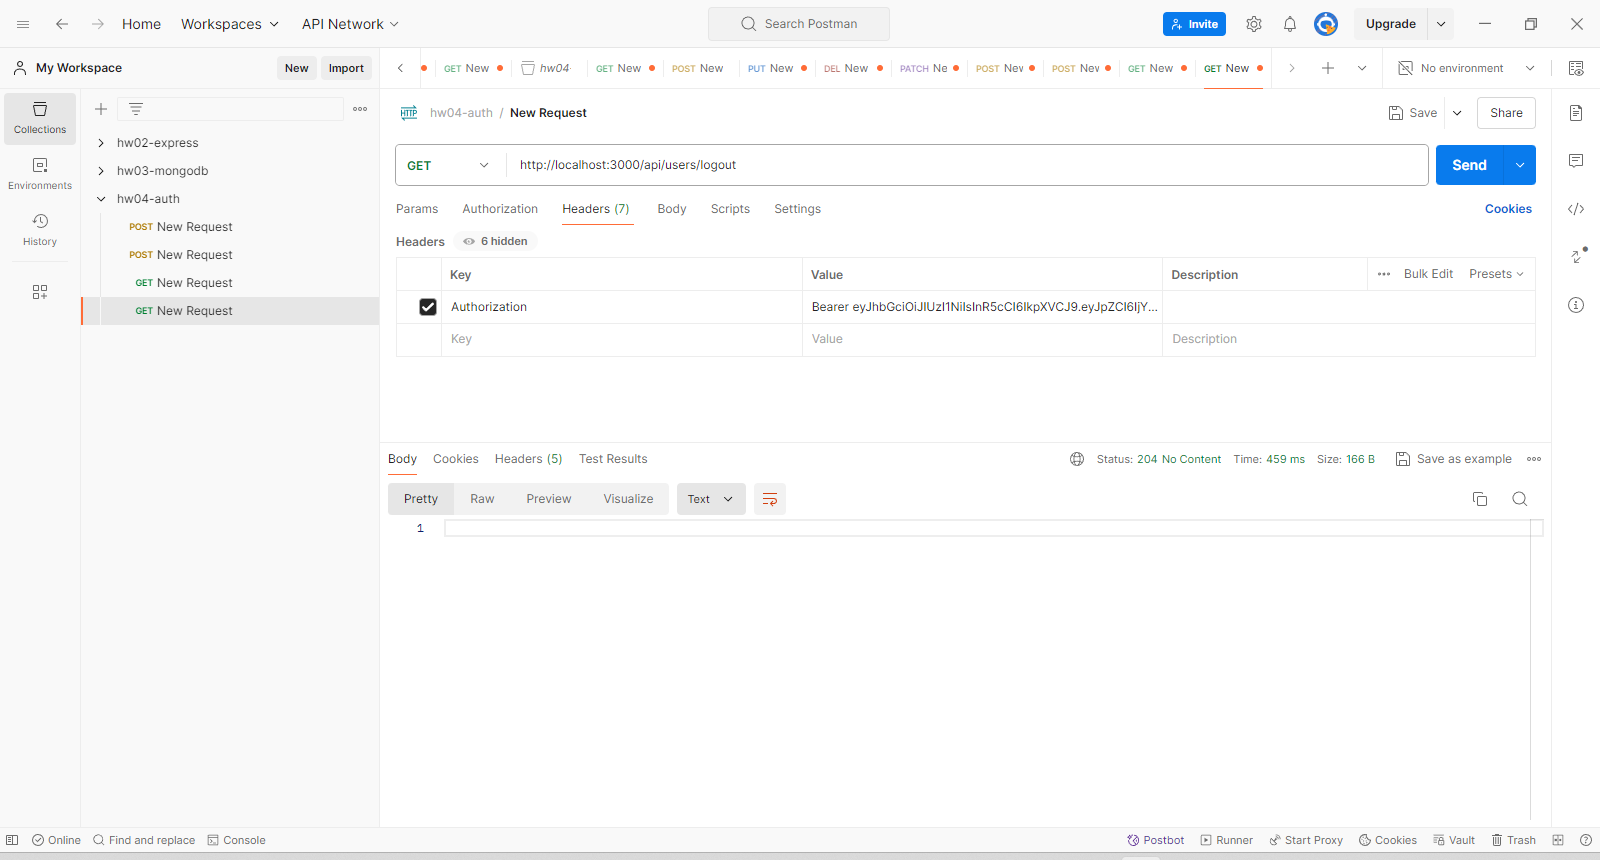 Home Workspaces API Network Search Postman Invite Upgrade
My Workspace New Import GET New hw04 GET New POST New PUT New DEL New PATCH Ne POST New POST New GET New GET New No environment
Collections
Environments
History
hw02-express
hw03-mongodb
hw04-auth
POST New Request
POST New Request
GET New Request
GET New Request
HTTP hw04-auth / New Request Save Share
GET http://localhost:3000/api/users/logout Send
Params Authorization Headers (7) Body Scripts Settings Cookies
Headers 6 hidden
Key Value Description Bulk Edit Presets
Authorization Bearer eyJhbGciOiJIUzI1NiIsInR5cCI6IkpXVCJ9.eyJpZCI6IjY...
Key Value Description
Body Cookies Headers (5) Test Results Status: 204 No Content Time: 459 ms Size: 166 B Save as example
Pretty Raw Preview Visualize Text
1
Online Find and replace Console Postbot Runner Start Proxy Cookies Vault Trash